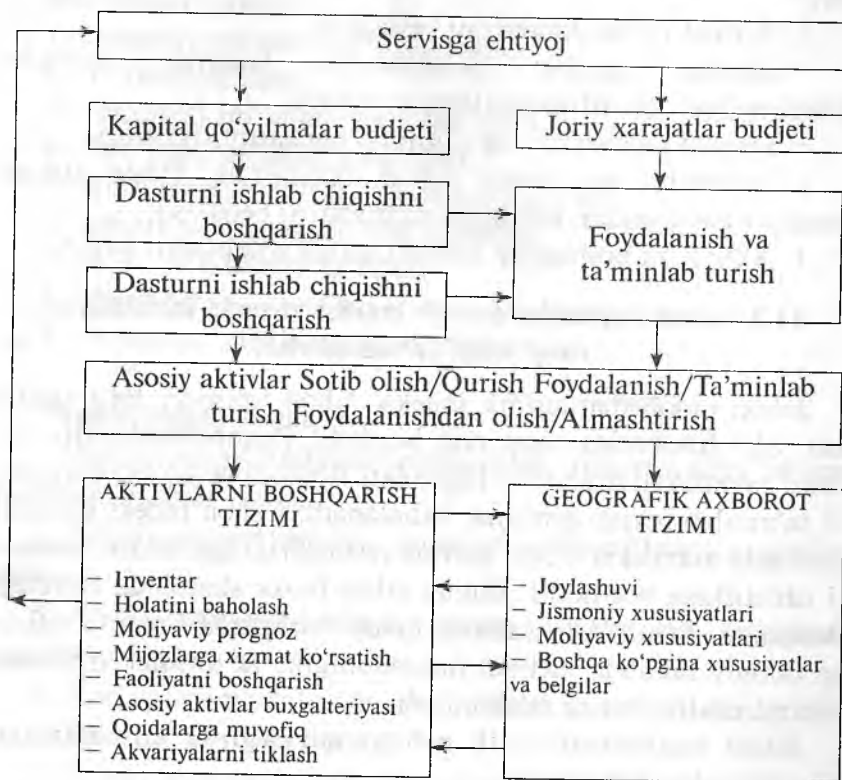 Servisga ehtiyoj
Kapital qo‘yilmalar budjeti
Joriy xarajatlar budjeti
Dasturni ishlab chiqishni
boshqarish
Foydalanish va
ta’minlab turish
Dasturni ishlab chiqishni
boshqarish
Asosiy aktivlar Sotib olish/Qurish Foydalanish/Ta’minlab
turish Foydalanishdan olish/Almashtirish
AKTIVLARNI BOSHQARISH
TIZIMI
– Inventar
– Holatini baholash
– Moliyaviy prognoz
– Mijozlarga xizmat ko‘rsatish
– Faoliyatni boshqarish
– Asosiy aktivlar buxgalteriyasi
– Qoidalarga muvofiq
– Akvariyalarni tiklash
GEOGRAFIK AXBOROT
TIZIMI
– Joylashuvi
– Jismoniy xususiyatlari
– Moliyaviy xususiyatlari
– Boshqa ko‘pgina xususiyatlar
va belgilar